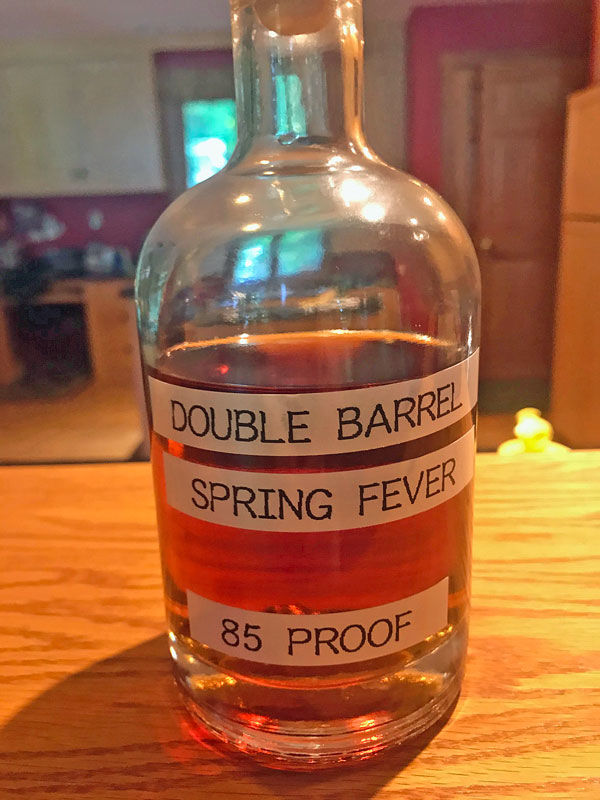 DOUBLE BARREL
SPRING FEVER
85 PROOF